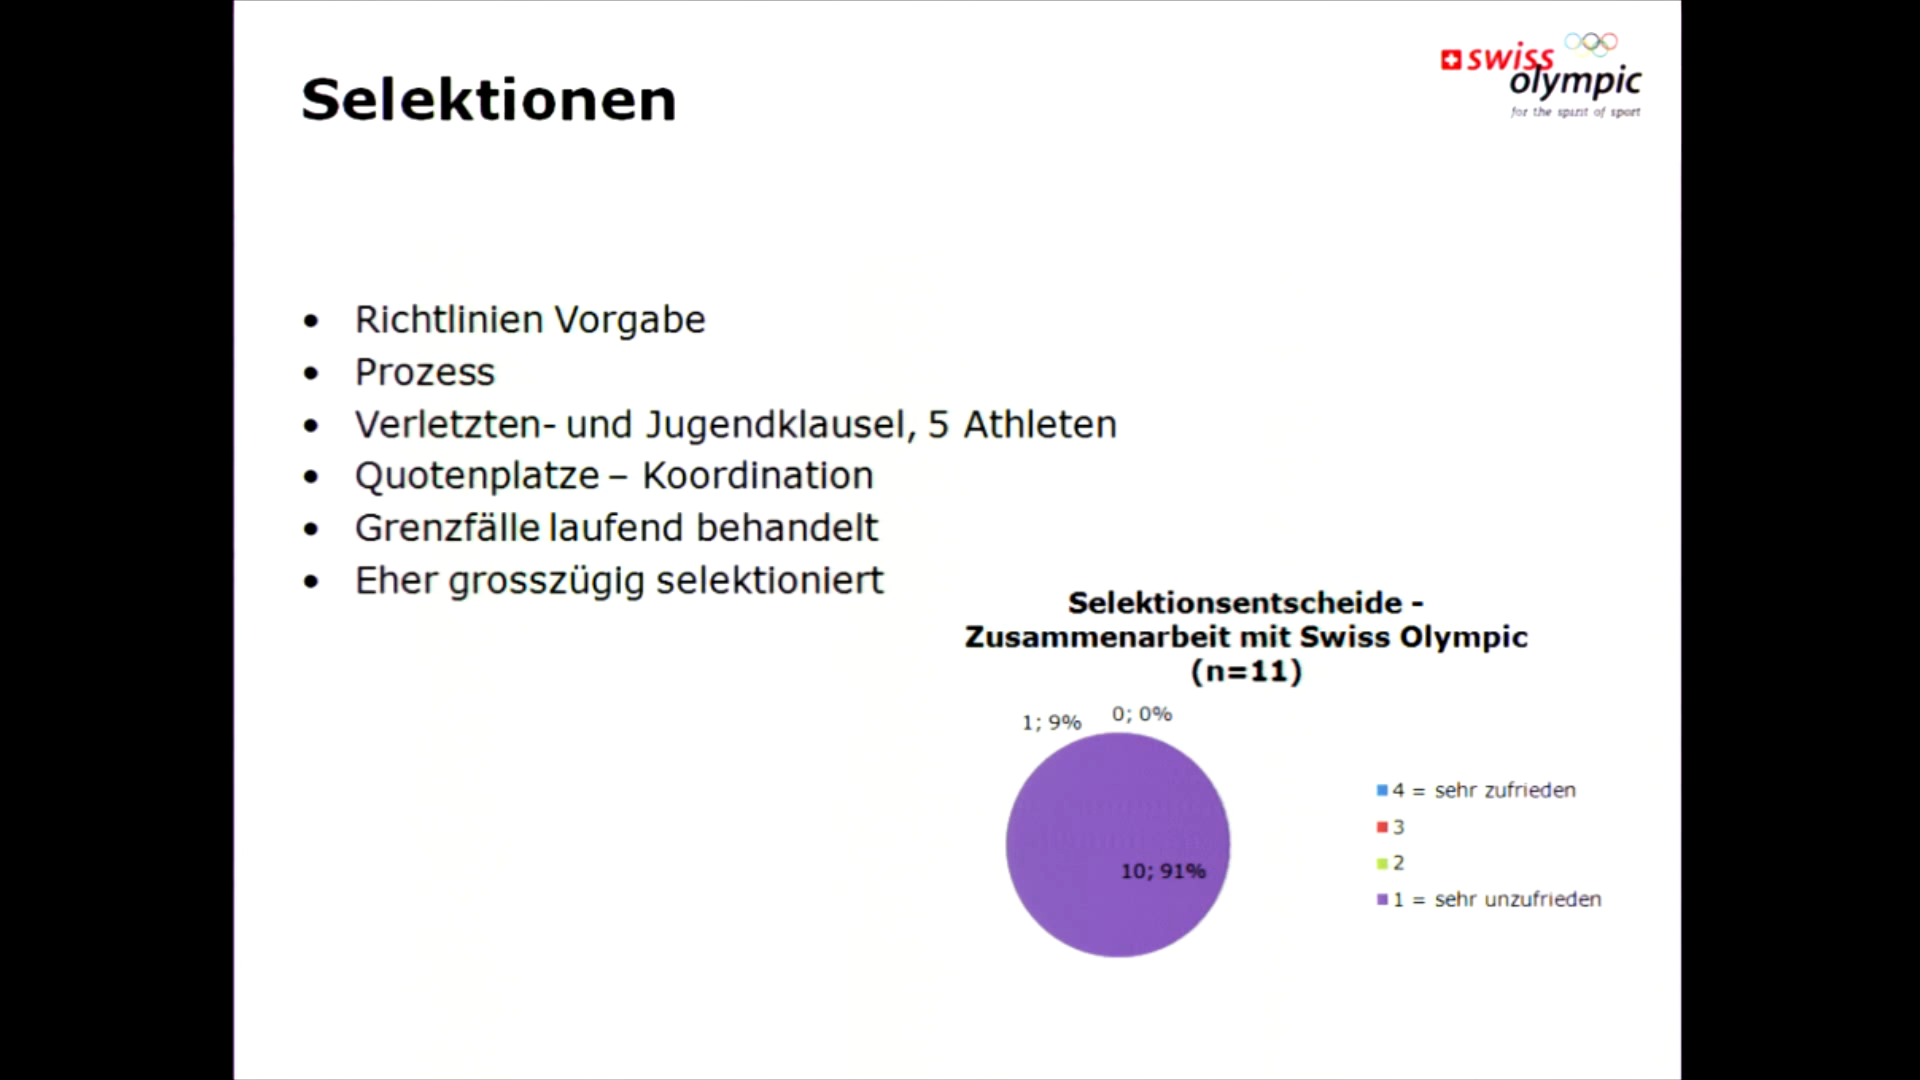 Selektionen
swiss
olympic
for the spirit of sport
• Richtlinien Vorgabe
• Prozess
• Verletzten- und Jugendklausel, 5 Athleten
• Quotenplatze – Koordination
• Grenzfälle laufend behandelt
• Eher grosszügig selektioniert
Selektionsentscheide -
Zusammenarbeit mit Swiss Olympic
(n=11)
1; 9%
0; 0%
10; 91%
4 = sehr zufrieden
3
2
1 = sehr unzufrieden